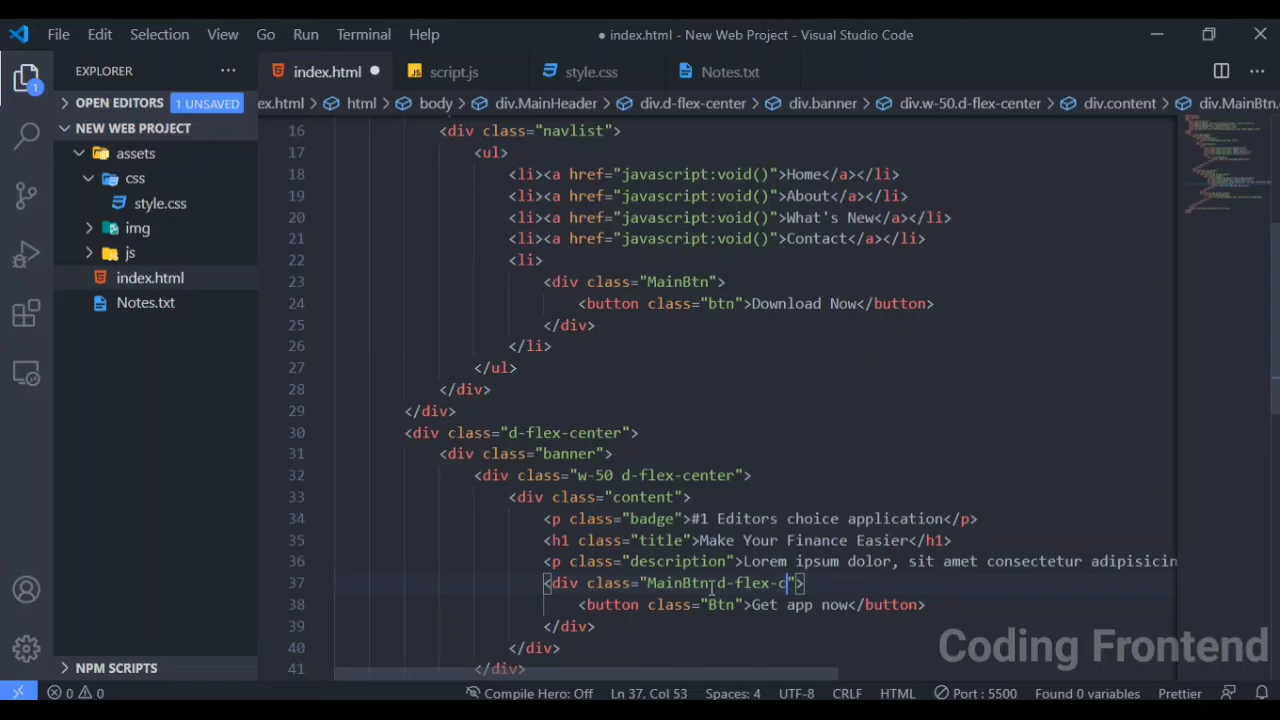 File Edit Selection View Go Run Terminal Help ● index.html - New Web Project - Visual Studio Code
EXPLORER ··· index.html ● script.js style.css Notes.txt ···
OPEN EDITORS 1 UNSAVED ex.html > html > body > div.MainHeader > div.d-flex-center > div.banner > div.w-50.d-flex-center > div.content > div.MainBtn.
NEW WEB PROJECT
assets
css
style.css
img
js
index.html
Notes.txt
NPM SCRIPTS
16 <div class="navlist">
17 <ul>
18 <li><a href="javascript:void()">Home</a></li>
19 <li><a href="javascript:void()">About</a></li>
20 <li><a href="javascript:void()">What's New</a></li>
21 <li><a href="javascript:void()">Contact</a></li>
22 <li>
23 <div class="MainBtn">
24 <button class="btn">Download Now</button>
25 </div>
26 </li>
27 </ul>
28 </div>
29 </div>
30 <div class="d-flex-center">
31 <div class="banner">
32 <div class="w-50 d-flex-center">
33 <div class="content">
34 <p class="badge">#1 Editors choice application</p>
35 <h1 class="title">Make Your Finance Easier</h1>
36 <p class="description">Lorem ipsum dolor, sit amet consectetur adipisicin
37 <div class="MainBtn d-flex-c">
38 <button class="Btn">Get app now</button>
39 </div>
40 </div>
41 </div>
Coding Frontend
0 0 Compile Hero: Off Ln 37, Col 53 Spaces: 4 UTF-8 CRLF HTML Port : 5500 Found 0 variables Prettier